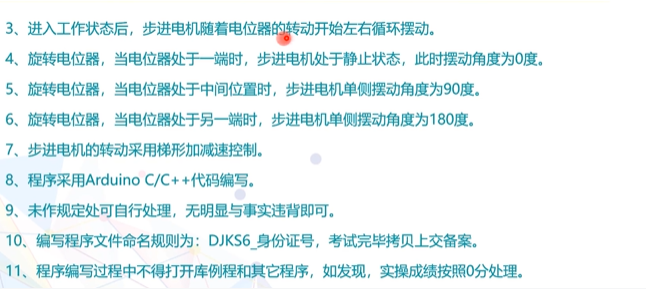 3、进入工作状态后，步进电机随着电位器的转动开始左右循环摆动。
4、旋转电位器，当电位器处于一端时，步进电机处于静止状态，此时摆动角度为0度。
5、旋转电位器，当电位器处于中间位置时，步进电机单侧摆动角度为90度。
6、旋转电位器，当电位器处于另一端时，步进电机单侧摆动角度为180度。
7、步进电机的转动采用梯形加减速控制。
8、程序采用Arduino C/C++代码编写。
9、未作规定处可自行处理，无明显与事实违背即可。
10、编写程序文件命名规则为：DJKS6_身份证号，考试完毕拷贝上交备案。
11、程序编写过程中不得打开库例程和其它程序，如发现，实操成绩按照0分处理。